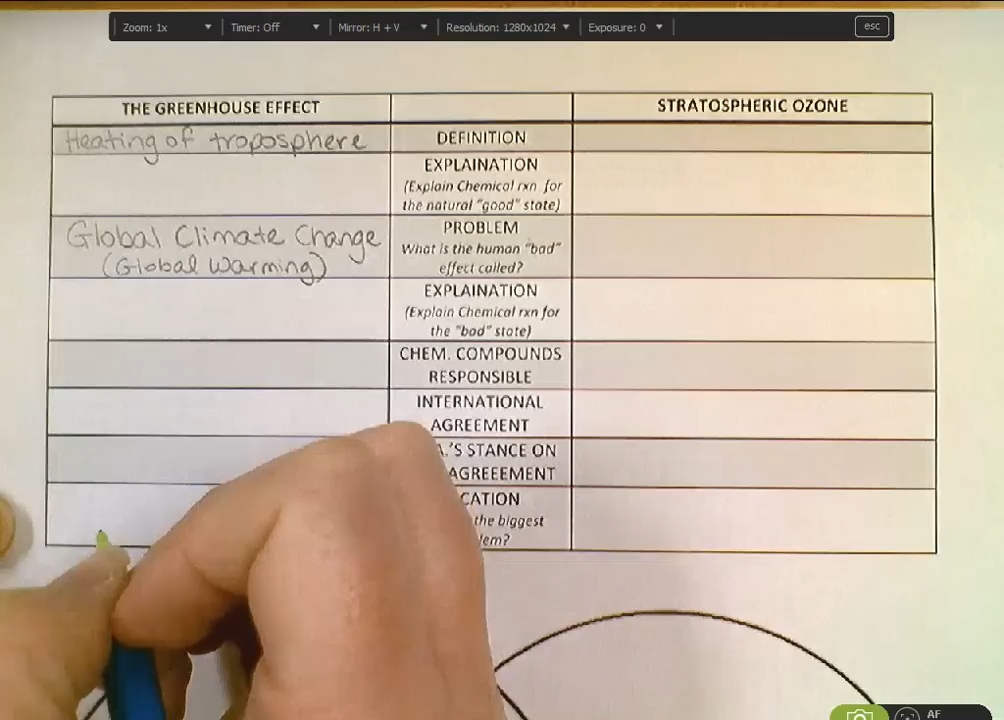 Zoom: 1x Timer: Off Mirror: H + V Resolution: 1280x1024 Exposure: 0 esc
THE GREENHOUSE EFFECT STRATOSPHERIC OZONE
Heating of troposphere DEFINITION
EXPLAINATION
(Explain Chemical rxn for
the natural "good" state)
Global Climate Change
(Global Warming)
PROBLEM
What is the human "bad"
effect called?
EXPLAINATION
(Explain Chemical rxn for
the "bad" state)
CHEM. COMPOUNDS
RESPONSIBLE
INTERNATIONAL
AGREEMENT
.'S STANCE ON
AGREEEMENT
CATION
the biggest
lem?
AF